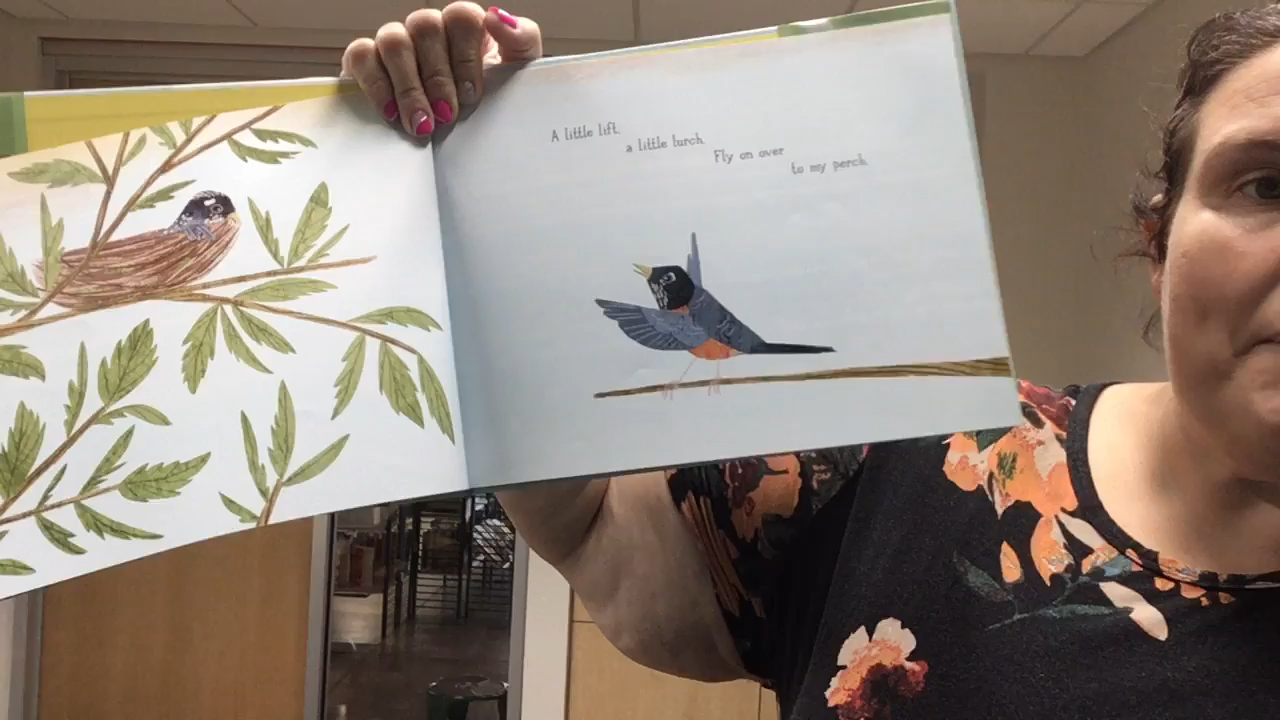 A little lift,
a little lurch.
Fly on over
to my perch.